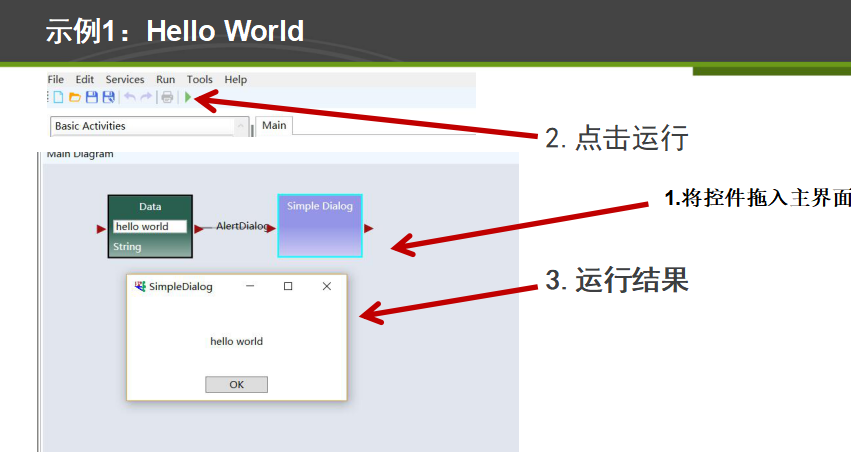 示例1：Hello World
File Edit Services Run Tools Help
Basic Activities
Main
2. 点击运行
Main Diagram
1.将控件拖入主界面
Data
hello world
String
AlertDialog
Simple Dialog
3. 运行结果
SimpleDialog
hello world
OK